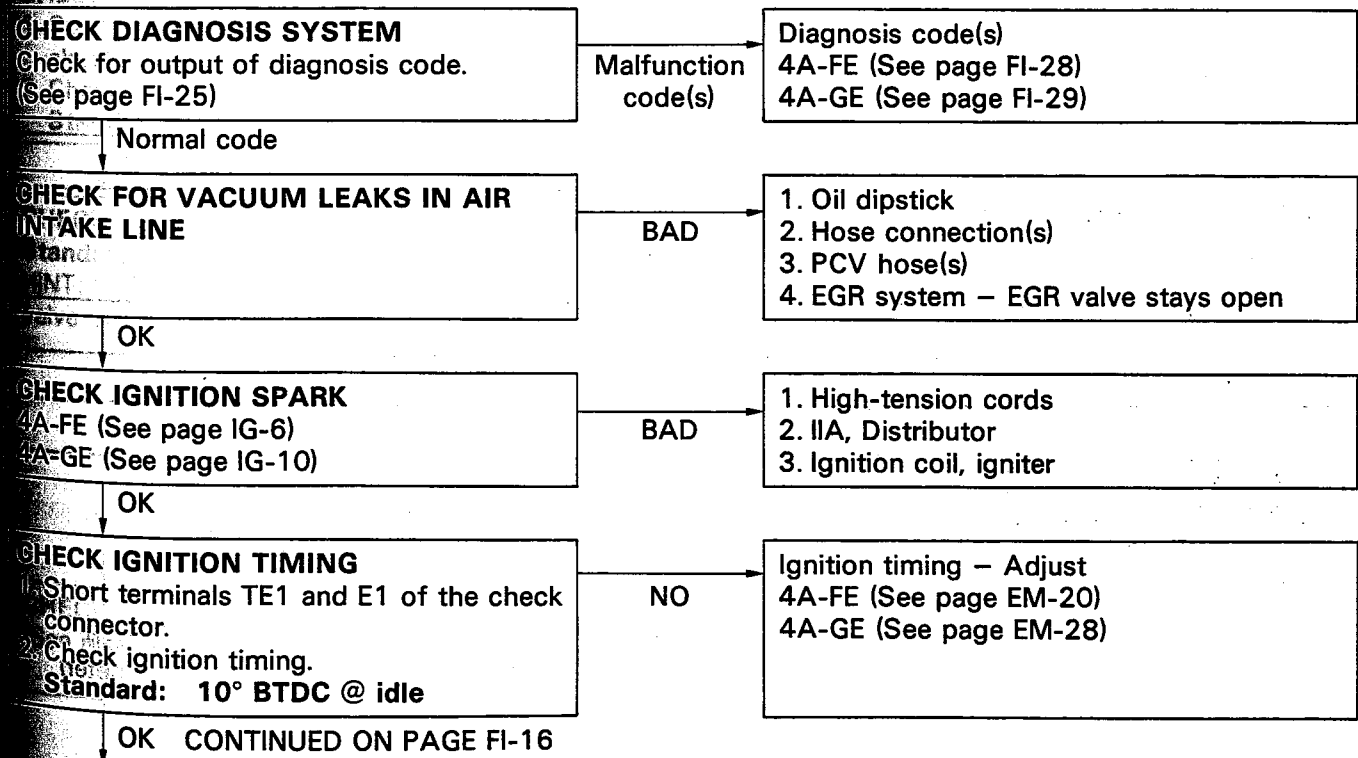 CHECK DIAGNOSIS SYSTEM
Check for output of diagnosis code.
(See page FI-25)
Malfunction
code(s)
Diagnosis code(s)
4A-FE (See page FI-28)
4A-GE (See page FI-29)
Normal code
CHECK FOR VACUUM LEAKS IN AIR
INTAKE LINE
BAD
1. Oil dipstick
2. Hose connection(s)
3. PCV hose(s)
4. EGR system — EGR valve stays open
OK
CHECK IGNITION SPARK
4A-FE (See page IG-6)
4A-GE (See page IG-10)
BAD
1. High-tension cords
2. IIA, Distributor
3. Ignition coil, igniter
OK
CHECK IGNITION TIMING
1. Short terminals TE1 and E1 of the check
connector.
2. Check ignition timing.
Standard: 10° BTDC @ idle
NO
Ignition timing — Adjust
4A-FE (See page EM-20)
4A-GE (See page EM-28)
OK CONTINUED ON PAGE FI-16